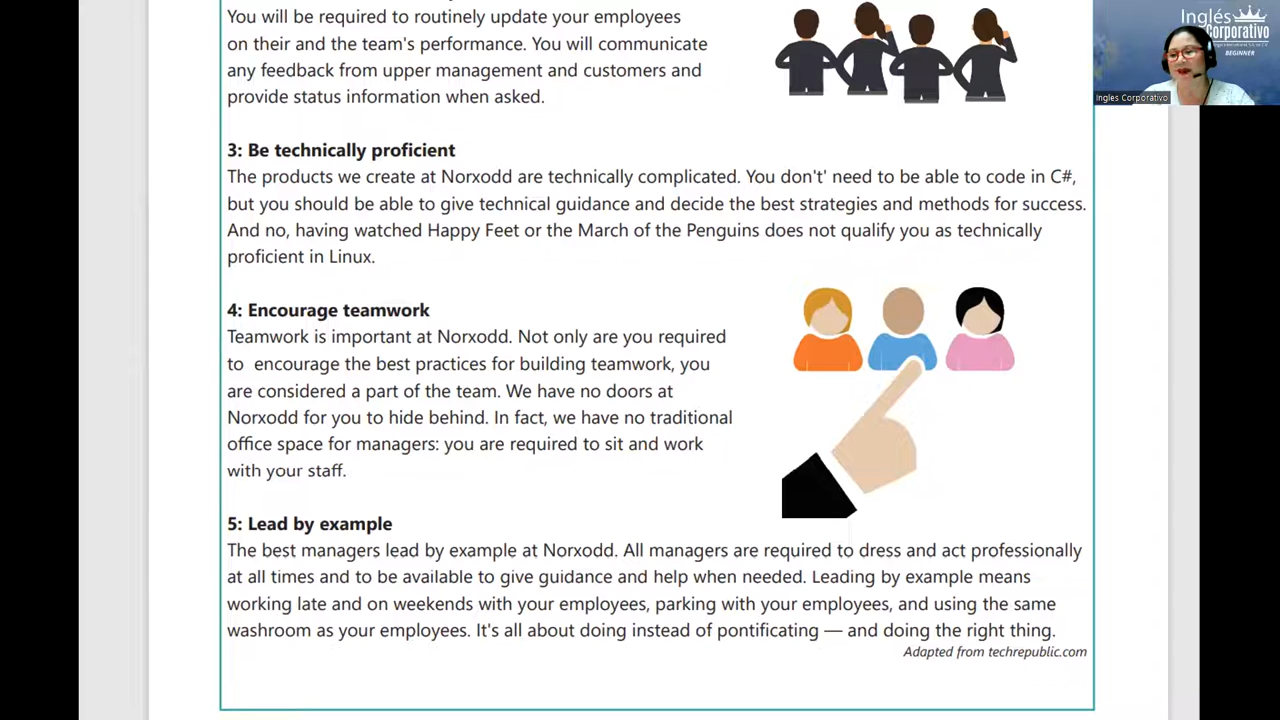 You will be required to routinely update your employees
on their and the team's performance. You will communicate
any feedback from upper management and customers and
provide status information when asked.
3: Be technically proficient
The products we create at Norxodd are technically complicated. You don't' need to be able to code in C#,
but you should be able to give technical guidance and decide the best strategies and methods for success.
And no, having watched Happy Feet or the March of the Penguins does not qualify you as technically
proficient in Linux.
4: Encourage teamwork
Teamwork is important at Norxodd. Not only are you required
to encourage the best practices for building teamwork, you
are considered a part of the team. We have no doors at
Norxodd for you to hide behind. In fact, we have no traditional
office space for managers: you are required to sit and work
with your staff.
5: Lead by example
The best managers lead by example at Norxodd. All managers are required to dress and act professionally
at all times and to be available to give guidance and help when needed. Leading by example means
working late and on weekends with your employees, parking with your employees, and using the same
washroom as your employees. It's all about doing instead of pontificating — and doing the right thing.
Adapted from techrepublic.com
Inglés
Corporativo
BEGINNER
Ingles Corporativo